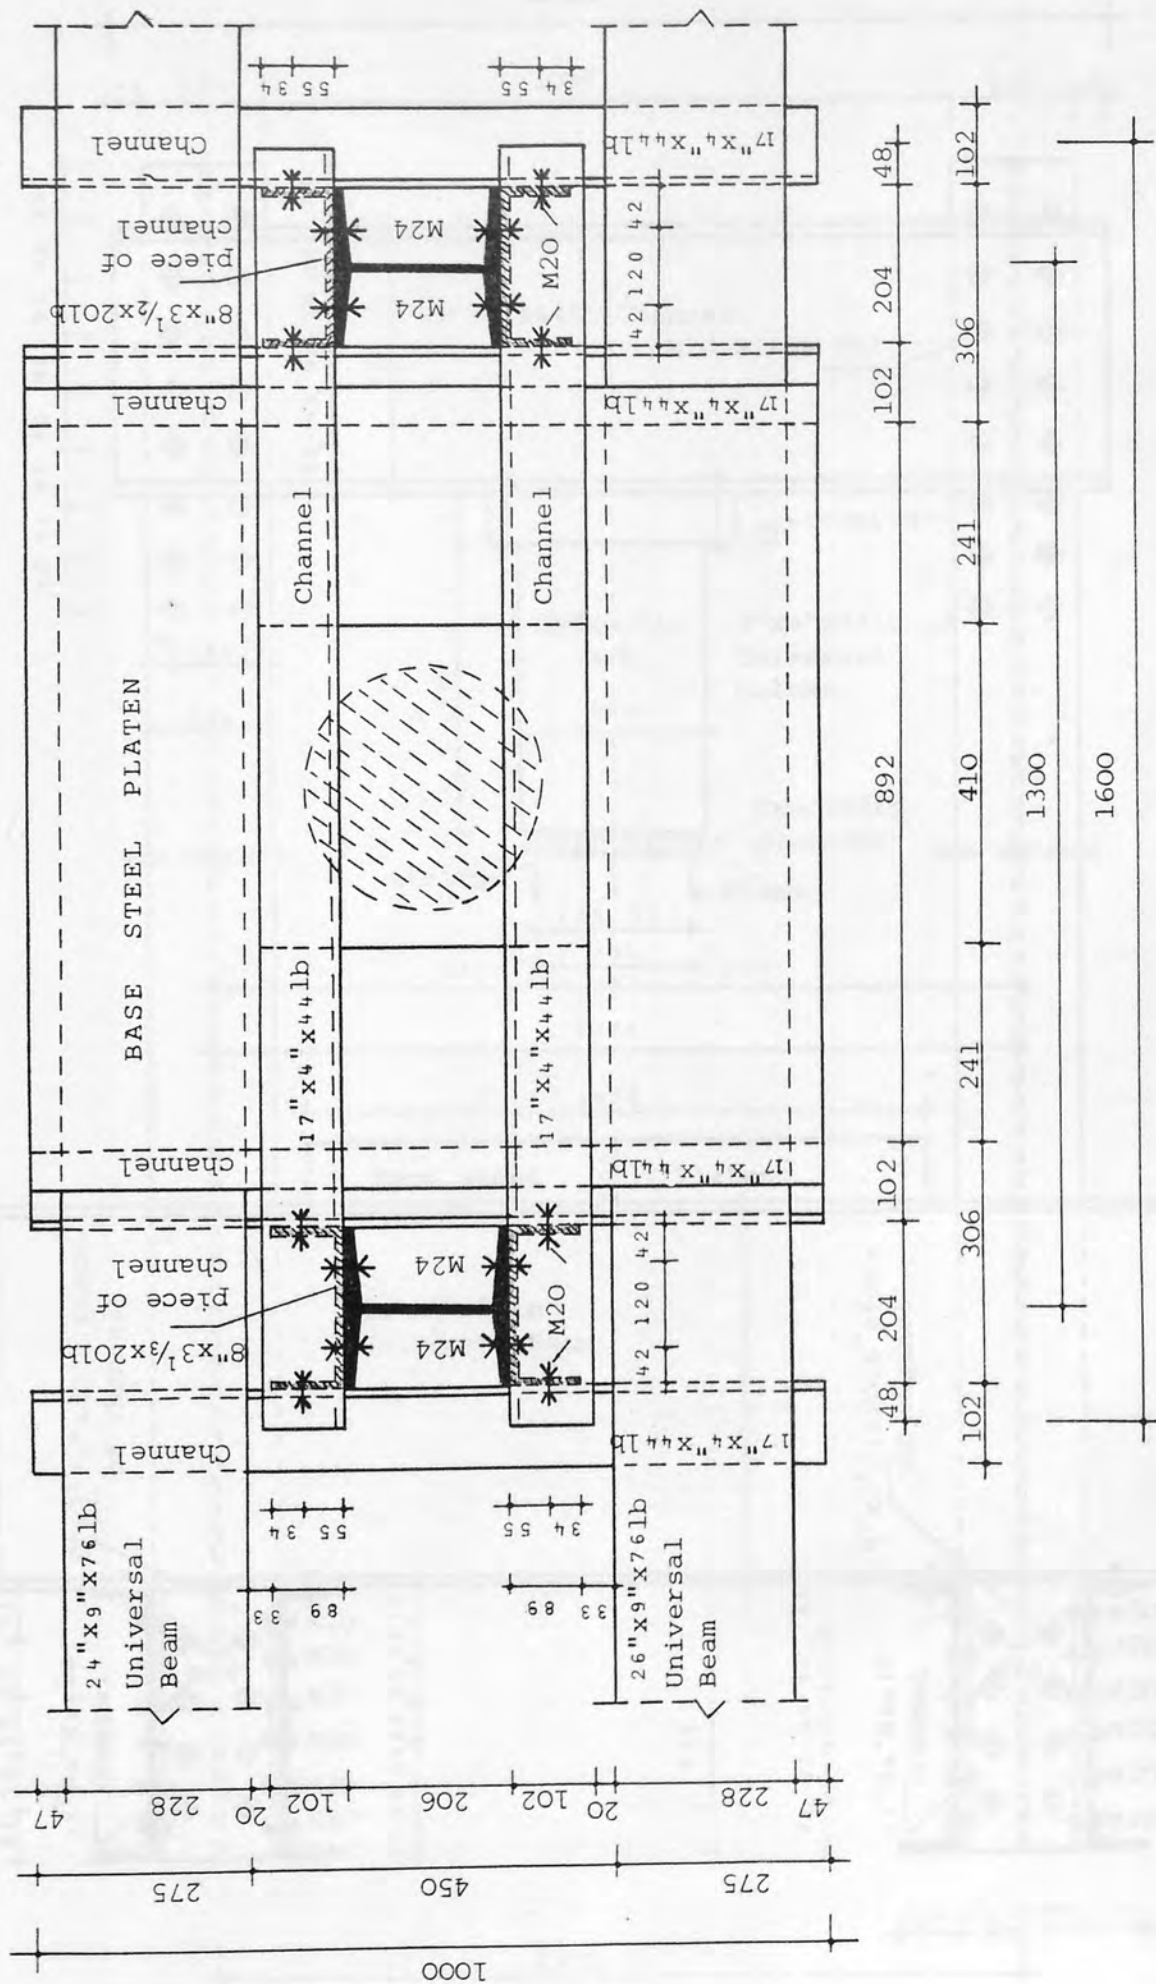 34 55
55 34
Channel
17"x4"x44lb
piece of
channel
8"x3½x20lb
M24
M24
M20
42 120 42
48
204
102
102
306
Channel
17"x4"x44lb
Channel
Channel
241
BASE STEEL PLATEN
892
410
1300
1600
17"x4"x44lb
17"x4"x44lb
241
Channel
17"x4"x44lb
102
306
piece of
channel
8"x3⅓x20lb
M24
M24
M20
42 120 42
204
48
102
Channel
17"x4"x44lb
34 55
55 34
33 89
89 33
24"x9"x76lb
Universal
Beam
26"x9"x76lb
Universal
Beam
47 228 20 102 206 102 20 228 47
275 450 275
1000